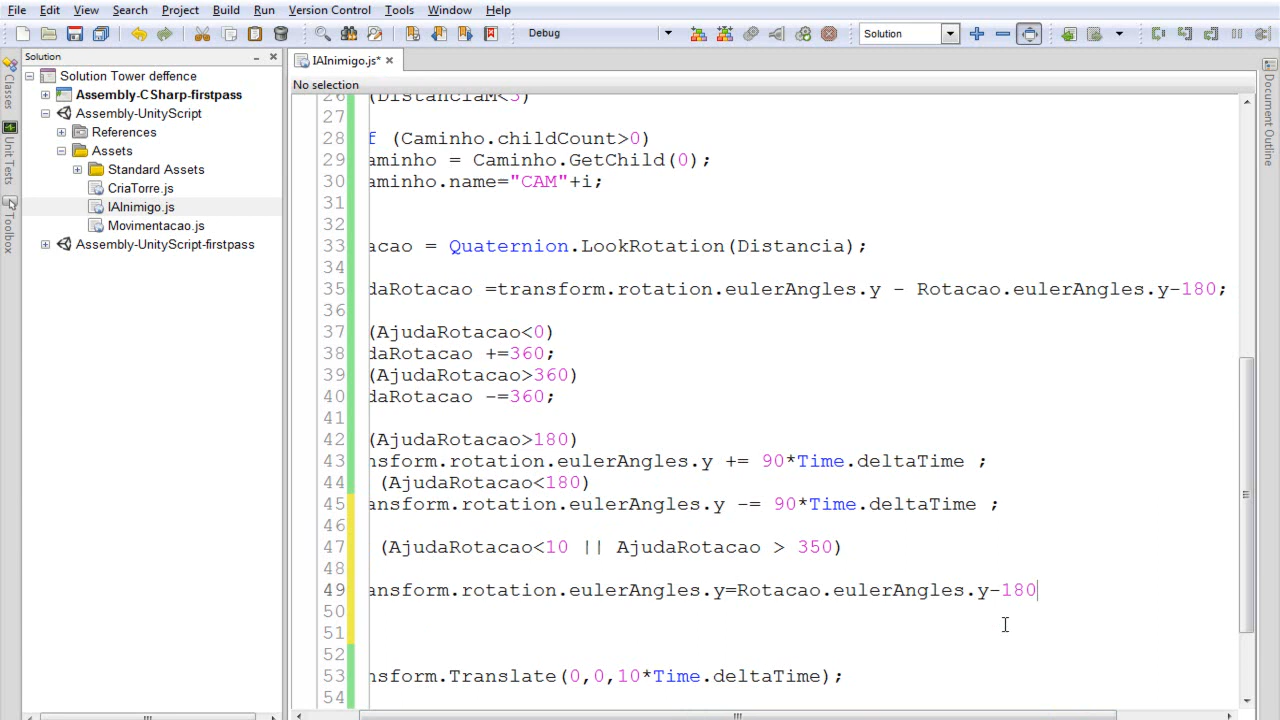 File Edit View Search Project Build Run Version Control Tools Window Help
Debug Solution
Solution
IAInimigo.js*
No selection
Solution Tower deffence
Assembly-CSharp-firstpass
Assembly-UnityScript
References
Assets
Standard Assets
CriaTorre.js
IAInimigo.js
Movimentacao.js
Assembly-UnityScript-firstpass
Classes
Unit Tests
Toolbox
Document Outline
26 (DistanciaM<3)
27
28 f (Caminho.childCount>0)
29 aminho = Caminho.GetChild(0);
30 aminho.name="CAM"+i;
31
32
33 acao = Quaternion.LookRotation(Distancia);
34
35 daRotacao =transform.rotation.eulerAngles.y - Rotacao.eulerAngles.y-180;
36
37 (AjudaRotacao<0)
38 daRotacao +=360;
39 (AjudaRotacao>360)
40 daRotacao -=360;
41
42 (AjudaRotacao>180)
43 nsform.rotation.eulerAngles.y += 90*Time.deltaTime ;
44 (AjudaRotacao<180)
45 ansform.rotation.eulerAngles.y -= 90*Time.deltaTime ;
46
47 (AjudaRotacao<10 || AjudaRotacao > 350)
48
49 ansform.rotation.eulerAngles.y=Rotacao.eulerAngles.y-180
50
51
52
53 nsform.Translate(0,0,10*Time.deltaTime);
54